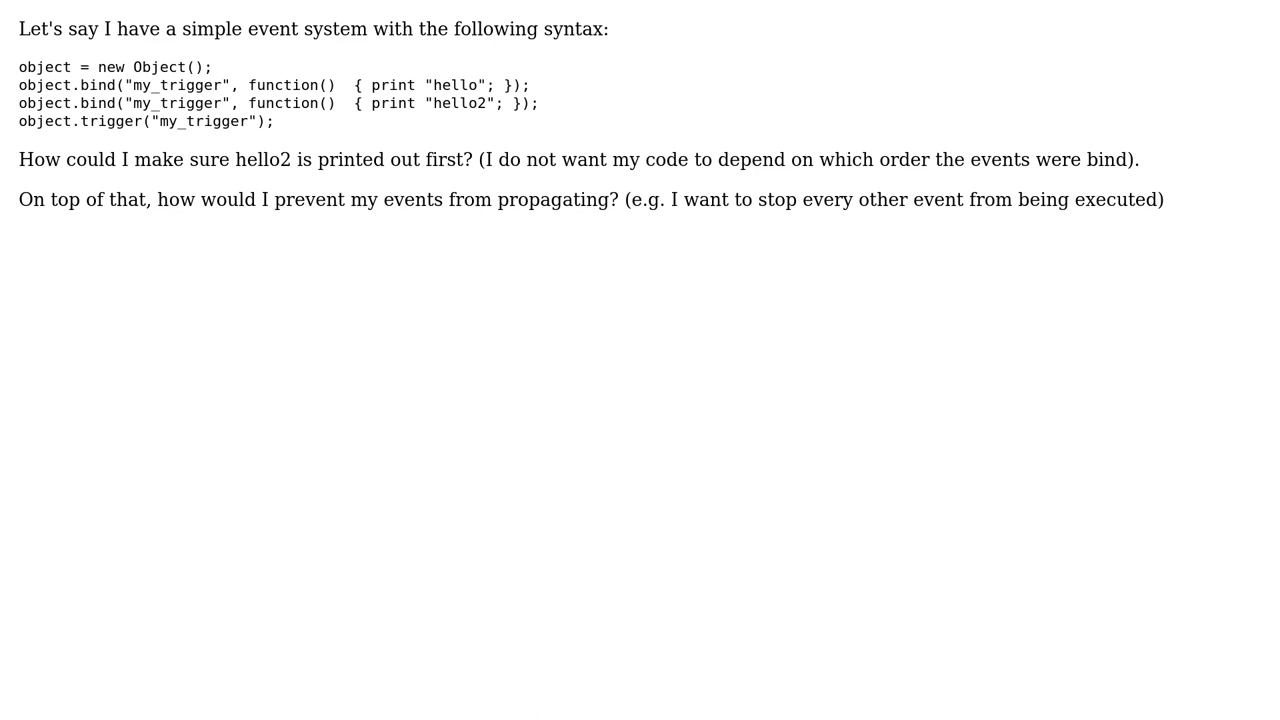 Let's say I have a simple event system with the following syntax:
object = new Object();
object.bind("my_trigger", function()  { print "hello"; });
object.bind("my_trigger", function()  { print "hello2"; });
object.trigger("my_trigger");
How could I make sure hello2 is printed out first? (I do not want my code to depend on which order the events were bind).
On top of that, how would I prevent my events from propagating? (e.g. I want to stop every other event from being executed)